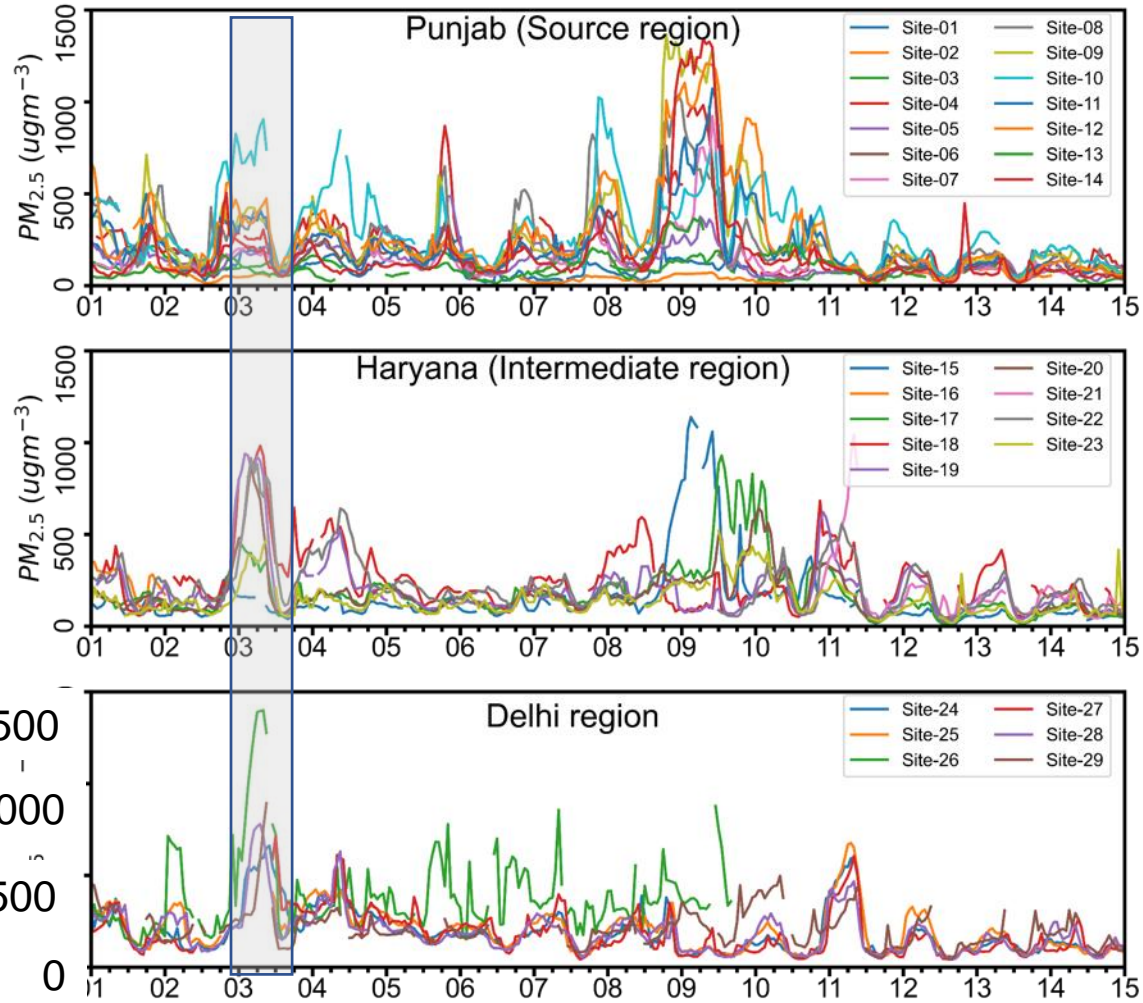 Punjab (Source region)
PM2.5 (ugm−3)
1500
1000
500
0
Site-01 Site-08
Site-02 Site-09
Site-03 Site-10
Site-04 Site-11
Site-05 Site-12
Site-06 Site-13
Site-07 Site-14
01 02 03 04 05 06 07 08 09 10 11 12 13 14 15
Haryana (Intermediate region)
PM2.5 (ugm−3)
1500
1000
500
0
Site-15 Site-20
Site-16 Site-21
Site-17 Site-22
Site-18 Site-23
Site-19
01 02 03 04 05 06 07 08 09 10 11 12 13 14 15
Delhi region
500
000
500
0
Site-24 Site-27
Site-25 Site-28
Site-26 Site-29
01 02 03 04 05 06 07 08 09 10 11 12 13 14 15